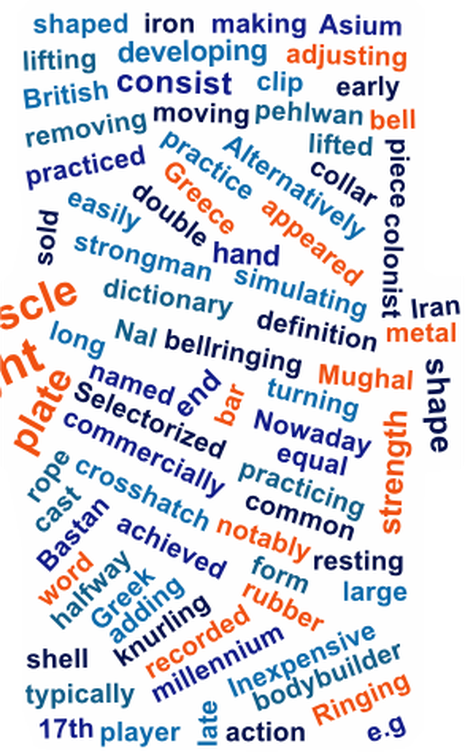 shaped iron making Asium
lifting developing adjusting
British consist clip early
removing moving pehlwan bell
practiced practice Alternatively lifted
collar piece
Greece
easily double appeared
sold hand colonist
strongman simulating
scle dictionary Iran
definition metal
long Nal bellringing
ht named end Mughal shape
plate bar turning
Selectorized Nowaday
commercially equal strength
rope crosshatch practicing
cast common
Bastan achieved notably
word resting
halfway form large
Greek rubber
adding
knurling recorded
shell millennium Inexpensive
typically bodybuilder
Ringing
17th player late action e.g